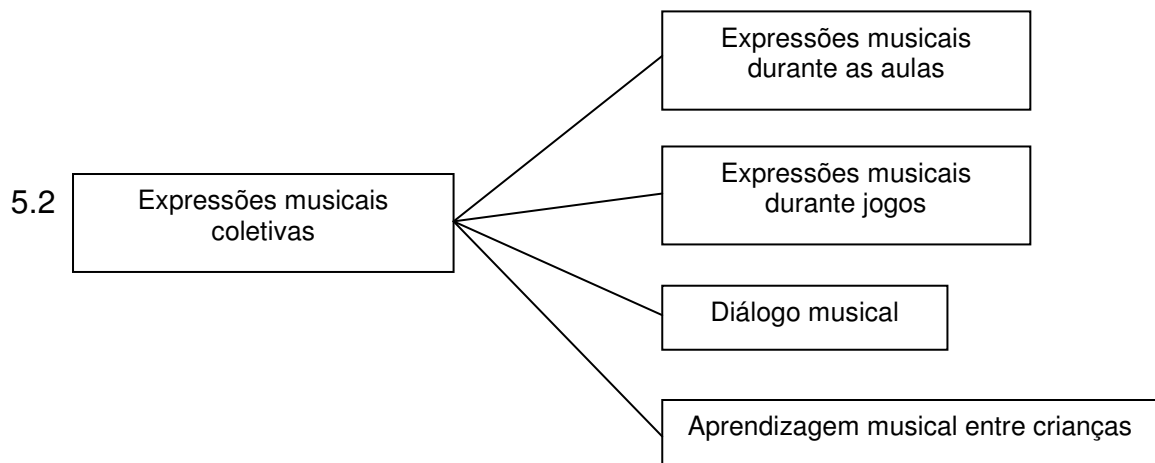 5.2
Expressões musicais
coletivas
Expressões musicais
durante as aulas
Expressões musicais
durante jogos
Diálogo musical
Aprendizagem musical entre crianças